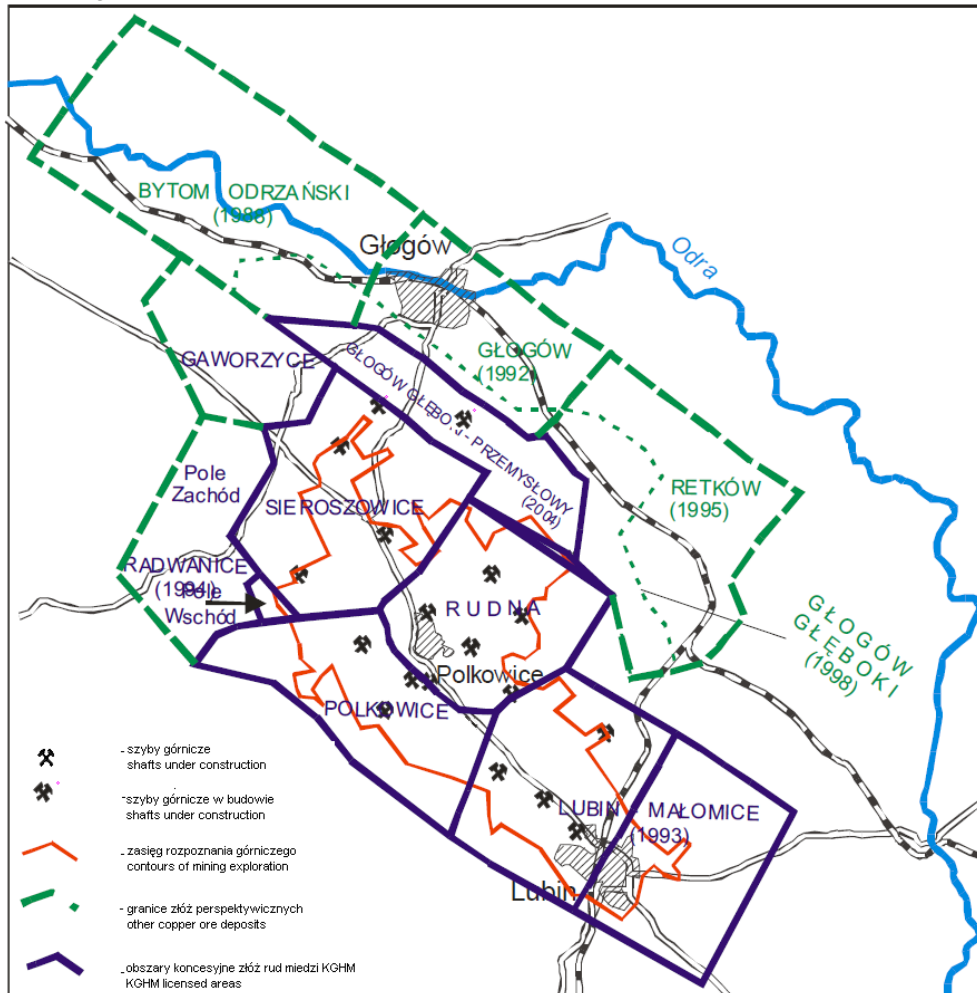 BYTOM ODRZAŃSKI
(1988)
Głogów
Odra
GŁOGÓW
(1992)
GAWORZYCE
GŁOGÓW GŁĘBOKI - PRZEMYSŁOWY
(2004)
Pole
Zachód
SIEROSZOWICE
RETKÓW
(1995)
RADWANICE
(1994)
Pole
Wschód
RUDNA
GŁOGÓW
GŁĘBOKI
(1998)
Polkowice
POLKOWICE
LUBIN - MAŁOMICE
(1993)
Lubin
- szyby górnicze
shafts under construction
-szyby górnicze w budowie
shafts under construction
- zasięg rozpoznania górniczego
contours of mining exploration
- granice złóż perspektywicznych
other copper ore deposits
- obszary koncesyjne złóż rud miedzi KGHM
KGHM licensed areas